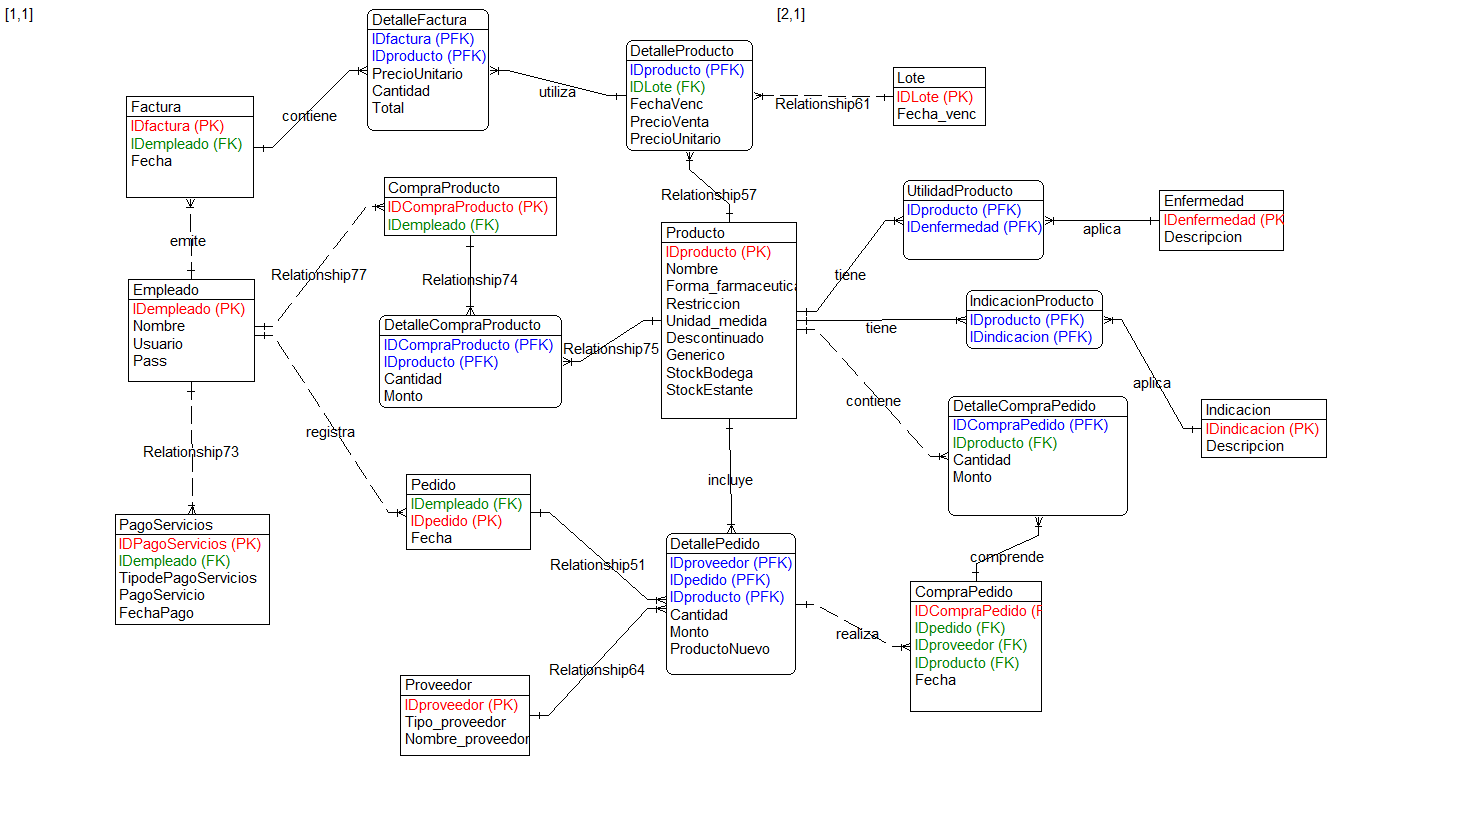 [1,1]
[2,1]
DetalleFactura
IDfactura (PFK)
IDproducto (PFK)
PrecioUnitario
Cantidad
Total
DetalleProducto
IDproducto (PFK)
IDLote (FK)
FechaVenc
PrecioVenta
PrecioUnitario
Lote
IDLote (PK)
Fecha_venc
Factura
IDfactura (PK)
IDempleado (FK)
Fecha
contiene
utiliza
Relationship61
CompraProducto
IDCompraProducto (PK)
IDempleado (FK)
Relationship57
UtilidadProducto
IDproducto (PFK)
IDenfermedad (PFK)
Enfermedad
IDenfermedad (PK
Descripcion
aplica
emite
Producto
IDproducto (PK)
Nombre
Forma_farmaceutica
Restriccion
Unidad_medida
Descontinuado
Generico
StockBodega
StockEstante
Relationship77
Relationship74
tiene
Empleado
IDempleado (PK)
Nombre
Usuario
Pass
DetalleCompraProducto
IDCompraProducto (PFK)
IDproducto (PFK)
Cantidad
Monto
Relationship75
IndicacionProducto
IDproducto (PFK)
IDindicacion (PFK)
tiene
aplica
contiene
DetalleCompraPedido
IDCompraPedido (PFK)
IDproducto (FK)
Cantidad
Monto
Indicacion
IDindicacion (PK)
Descripcion
registra
Relationship73
incluye
Pedido
IDempleado (FK)
IDpedido (PK)
Fecha
PagoServicios
IDPagoServicios (PK)
IDempleado (FK)
TipodePagoServicios
PagoServicio
FechaPago
Relationship51
DetallePedido
IDproveedor (PFK)
IDpedido (PFK)
IDproducto (PFK)
Cantidad
Monto
ProductoNuevo
comprende
CompraPedido
IDCompraPedido (P
IDpedido (FK)
IDproveedor (FK)
IDproducto (FK)
Fecha
realiza
Relationship64
Proveedor
IDproveedor (PK)
Tipo_proveedor
Nombre_proveedor